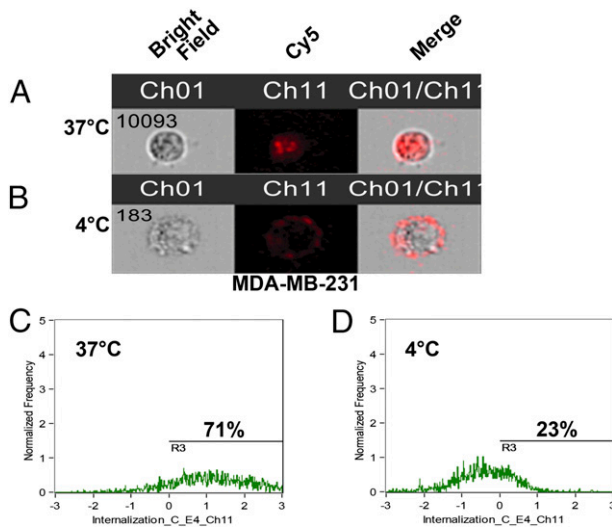 Bright Field Cy5 Merge
A Ch01 Ch11 Ch01/Ch11
37°C 10093
B Ch01 Ch11 Ch01/Ch11
4°C 183
MDA-MB-231
C D
5 5
37°C 4°C
4 4
Normalized Frequency Normalized Frequency
3 3
2 2
71% 23%
R3 R3
1 1
0 0
-3 -2 -1 0 1 2 3 -3 -2 -1 0 1 2 3
Internalization_C_E4_Ch11 Internalization_C_E4_Ch11